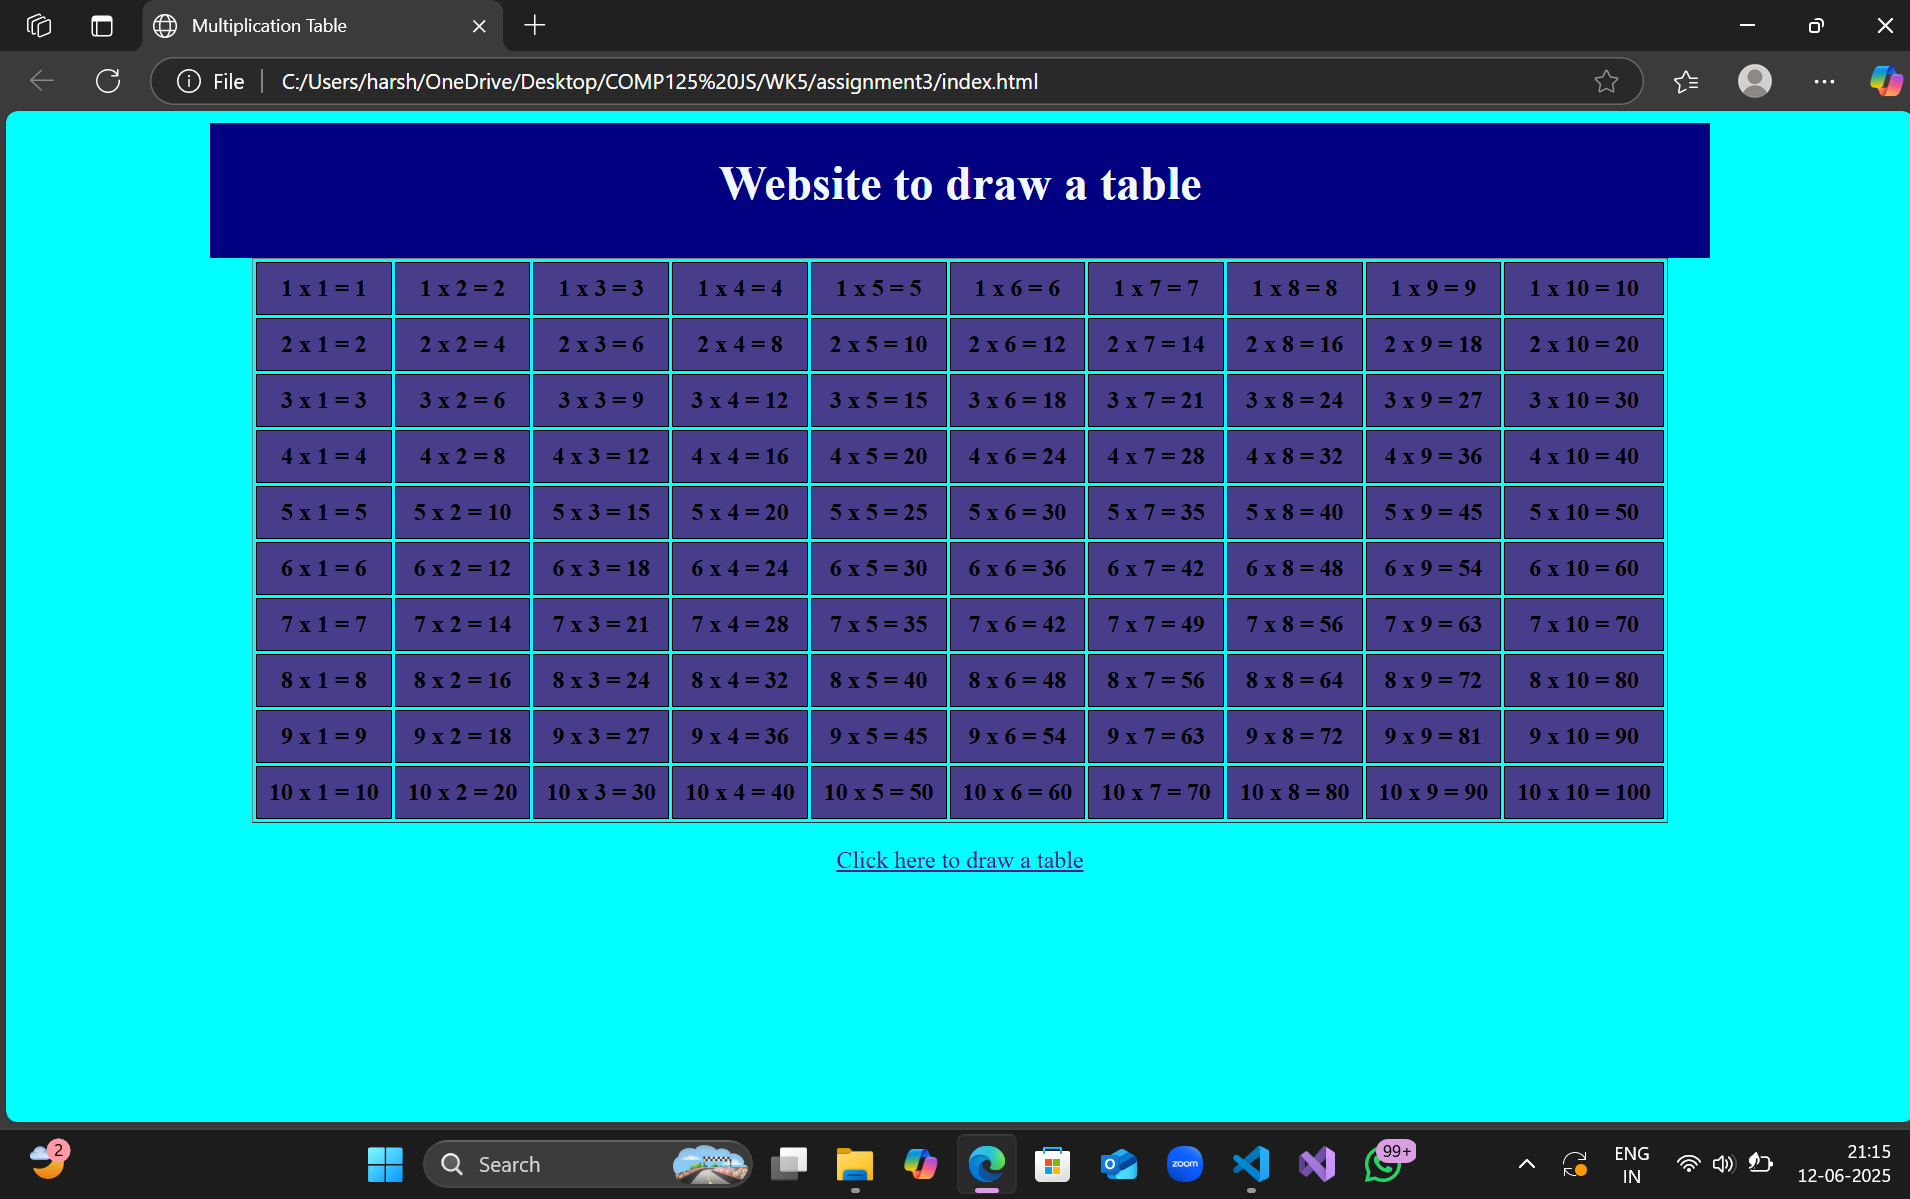 Multiplication Table
File C:/Users/harsh/OneDrive/Desktop/COMP125%20JS/WK5/assignment3/index.html
Website to draw a table
1 x 1 = 1 1 x 2 = 2 1 x 3 = 3 1 x 4 = 4 1 x 5 = 5 1 x 6 = 6 1 x 7 = 7 1 x 8 = 8 1 x 9 = 9 1 x 10 = 10
2 x 1 = 2 2 x 2 = 4 2 x 3 = 6 2 x 4 = 8 2 x 5 = 10 2 x 6 = 12 2 x 7 = 14 2 x 8 = 16 2 x 9 = 18 2 x 10 = 20
3 x 1 = 3 3 x 2 = 6 3 x 3 = 9 3 x 4 = 12 3 x 5 = 15 3 x 6 = 18 3 x 7 = 21 3 x 8 = 24 3 x 9 = 27 3 x 10 = 30
4 x 1 = 4 4 x 2 = 8 4 x 3 = 12 4 x 4 = 16 4 x 5 = 20 4 x 6 = 24 4 x 7 = 28 4 x 8 = 32 4 x 9 = 36 4 x 10 = 40
5 x 1 = 5 5 x 2 = 10 5 x 3 = 15 5 x 4 = 20 5 x 5 = 25 5 x 6 = 30 5 x 7 = 35 5 x 8 = 40 5 x 9 = 45 5 x 10 = 50
6 x 1 = 6 6 x 2 = 12 6 x 3 = 18 6 x 4 = 24 6 x 5 = 30 6 x 6 = 36 6 x 7 = 42 6 x 8 = 48 6 x 9 = 54 6 x 10 = 60
7 x 1 = 7 7 x 2 = 14 7 x 3 = 21 7 x 4 = 28 7 x 5 = 35 7 x 6 = 42 7 x 7 = 49 7 x 8 = 56 7 x 9 = 63 7 x 10 = 70
8 x 1 = 8 8 x 2 = 16 8 x 3 = 24 8 x 4 = 32 8 x 5 = 40 8 x 6 = 48 8 x 7 = 56 8 x 8 = 64 8 x 9 = 72 8 x 10 = 80
9 x 1 = 9 9 x 2 = 18 9 x 3 = 27 9 x 4 = 36 9 x 5 = 45 9 x 6 = 54 9 x 7 = 63 9 x 8 = 72 9 x 9 = 81 9 x 10 = 90
10 x 1 = 10 10 x 2 = 20 10 x 3 = 30 10 x 4 = 40 10 x 5 = 50 10 x 6 = 60 10 x 7 = 70 10 x 8 = 80 10 x 9 = 90 10 x 10 = 100
Click here to draw a table
2
Search
zoom
99+
ENG
IN
21:15
12-06-2025